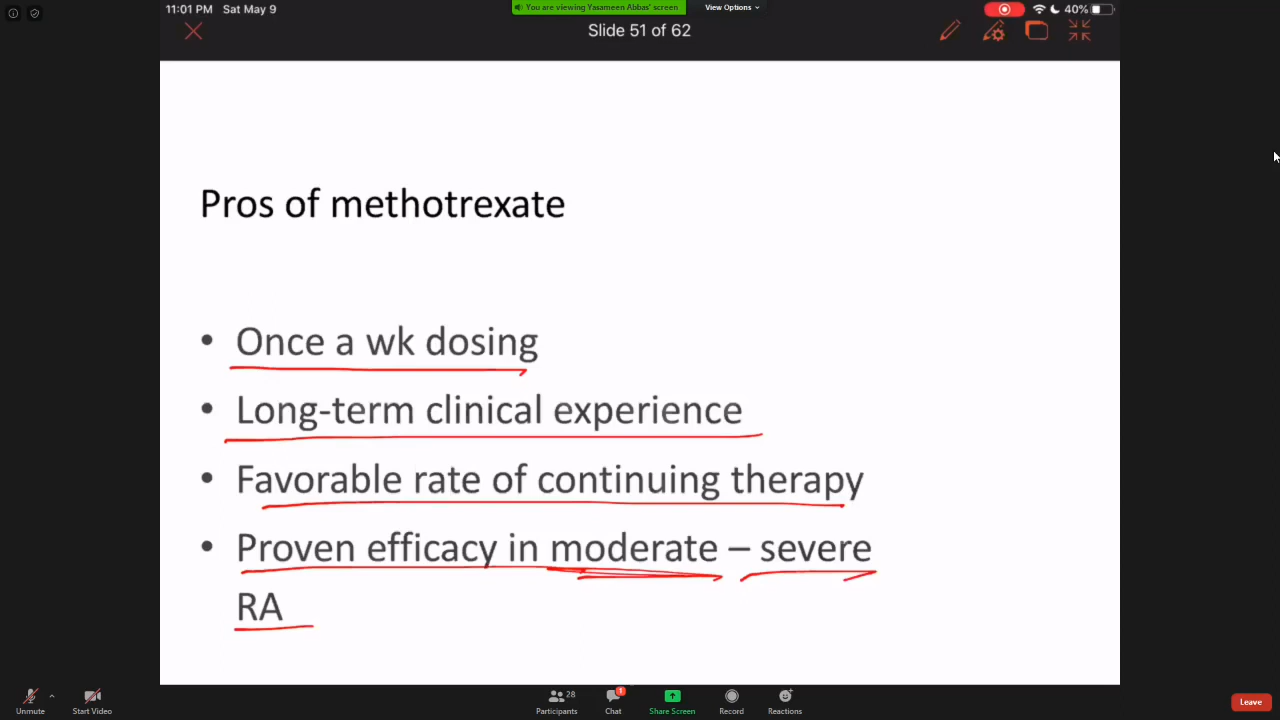 11:01 PM Sat May 9
You are viewing Yasameen Abbas' screen
View Options
40%
Slide 51 of 62
Pros of methotrexate
• Once a wk dosing
• Long-term clinical experience
• Favorable rate of continuing therapy
• Proven efficacy in moderate – severe
RA
Unmute
Start Video
28
Participants
1
Chat
Share Screen
Record
Reactions
Leave